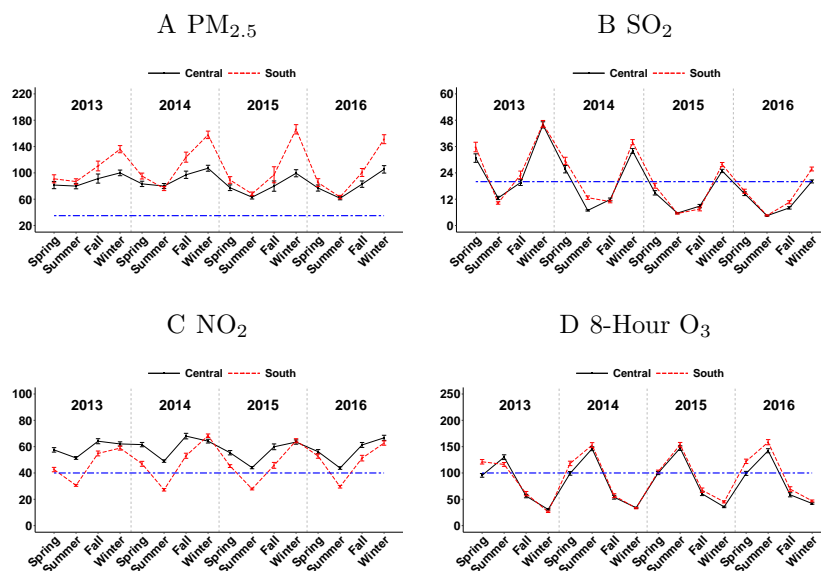 A PM2.5
Central South
220
180
140
100
60
20
2013 2014 2015 2016
Spring Summer Fall Winter Spring Summer Fall Winter Spring Summer Fall Winter Spring Summer Fall Winter
B SO2
Central South
60
48
36
24
12
0
2013 2014 2015 2016
Spring Summer Fall Winter Spring Summer Fall Winter Spring Summer Fall Winter Spring Summer Fall Winter
C NO2
Central South
100
80
60
40
20
0
2013 2014 2015 2016
Spring Summer Fall Winter Spring Summer Fall Winter Spring Summer Fall Winter Spring Summer Fall Winter
D 8-Hour O3
Central South
250
200
150
100
50
0
2013 2014 2015 2016
Spring Summer Fall Winter Spring Summer Fall Winter Spring Summer Fall Winter Spring Summer Fall Winter